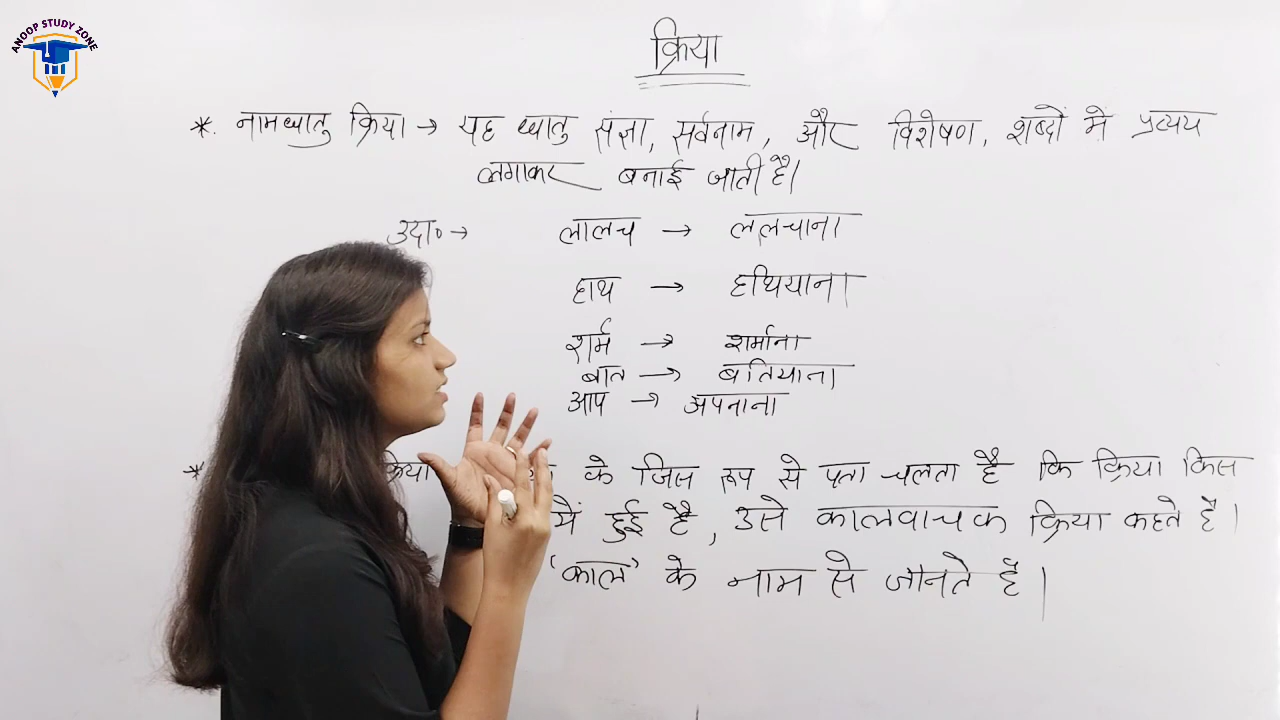 ANOOP STUDY ZONE
क्रिया
* नामधातु क्रिया → यह धातु संज्ञा, सर्वनाम, और विशेषण, शब्दों में प्रत्यय
लगाकर बनाई जाती है।
उदा० →
लालच → ललचाना
हाथ → हथियाना
शर्म → शर्माना
बात → बतियाना
आप → अपनाना
* क्रिया के जिस रूप से पता चलता है कि क्रिया किस
में हुई है, उसे कालवाचक क्रिया कहते हैं।
'काल' के नाम से जानते हैं।